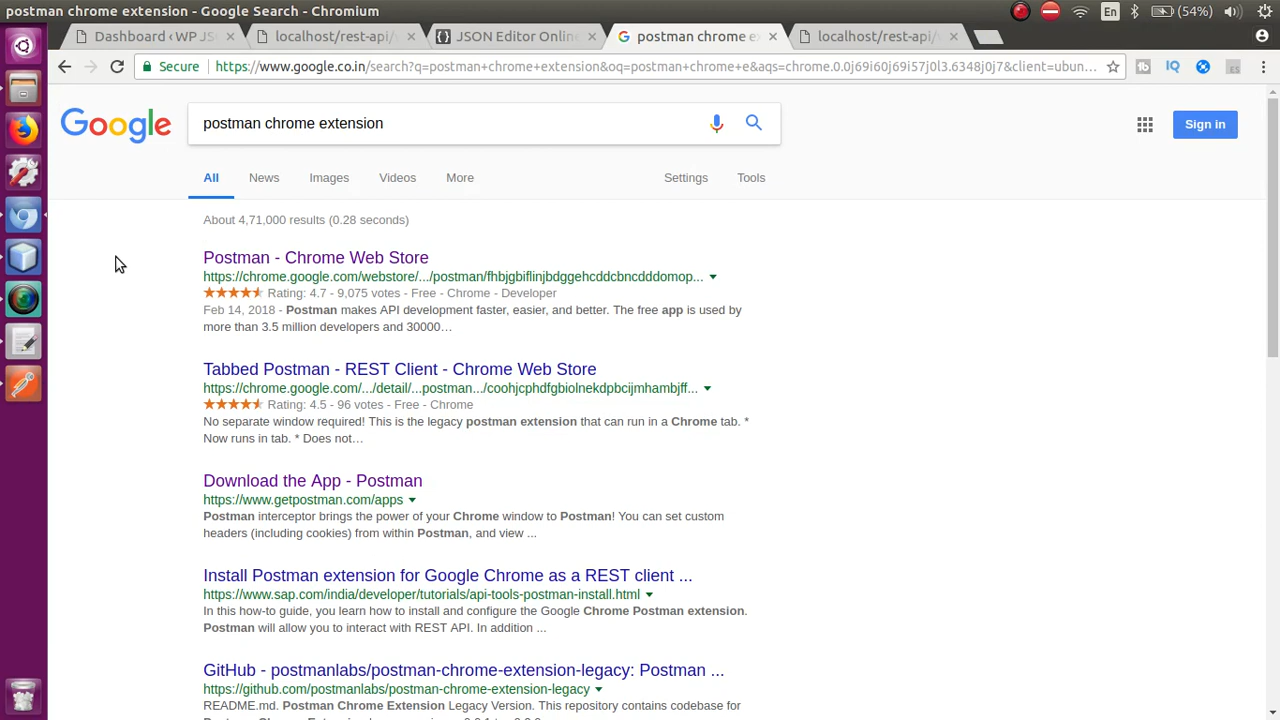 postman chrome extension - Google Search - Chromium
En
(54%)
Dashboard ‹ WP JS
localhost/rest-api/
JSON Editor Online
postman chrome ex
localhost/rest-api/w
Secure
https://www.google.co.in/search?q=postman+chrome+extension&oq=postman+chrome+e&aqs=chrome.0.0j69i60j69i57j0l3.6348j0j7&client=ubun...
Google
postman chrome extension
Sign in
All
News
Images
Videos
More
Settings
Tools
About 4,71,000 results (0.28 seconds)
Postman - Chrome Web Store
https://chrome.google.com/webstore/.../postman/fhbjgbiflinjbdggehcddcbncdddomop...
Rating: 4.7 - 9,075 votes - Free - Chrome - Developer
Feb 14, 2018 - Postman makes API development faster, easier, and better. The free app is used by
more than 3.5 million developers and 30000…
Tabbed Postman - REST Client - Chrome Web Store
https://chrome.google.com/.../detail/...postman.../coohjcphdfgbiolnekdpbcijmhambjff...
Rating: 4.5 - 96 votes - Free - Chrome
No separate window required! This is the legacy postman extension that can run in a Chrome tab. *
Now runs in tab. * Does not…
Download the App - Postman
https://www.getpostman.com/apps
Postman interceptor brings the power of your Chrome window to Postman! You can set custom
headers (including cookies) from within Postman, and view ...
Install Postman extension for Google Chrome as a REST client ...
https://www.sap.com/india/developer/tutorials/api-tools-postman-install.html
In this how-to guide, you learn how to install and configure the Google Chrome Postman extension.
Postman will allow you to interact with REST API. In addition ...
GitHub - postmanlabs/postman-chrome-extension-legacy: Postman ...
https://github.com/postmanlabs/postman-chrome-extension-legacy
README.md. Postman Chrome Extension Legacy Version. This repository contains codebase for